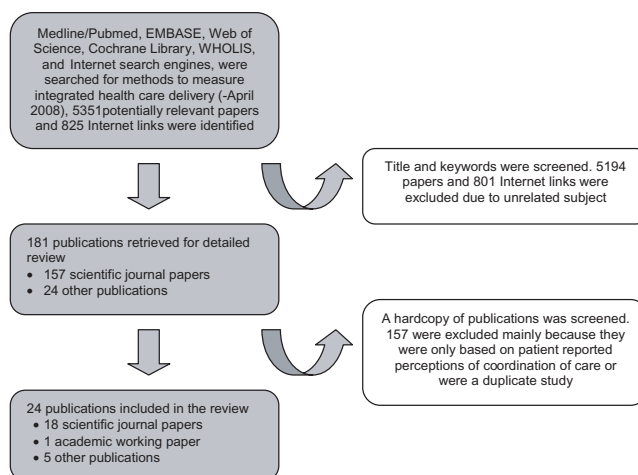 Medline/Pubmed, EMBASE, Web of
Science, Cochrane Library, WHOLIS,
and Internet search engines, were
searched for methods to measure
integrated health care delivery (-April
2008), 5351potentially relevant papers
and 825 Internet links were identified
Title and keywords were screened. 5194
papers and 801 Internet links were
excluded due to unrelated subject
181 publications retrieved for detailed
review
• 157 scientific journal papers
• 24 other publications
A hardcopy of publications was screened.
157 were excluded mainly because they
were only based on patient reported
perceptions of coordination of care or
were a duplicate study
24 publications included in the review
• 18 scientific journal papers
• 1 academic working paper
• 5 other publications